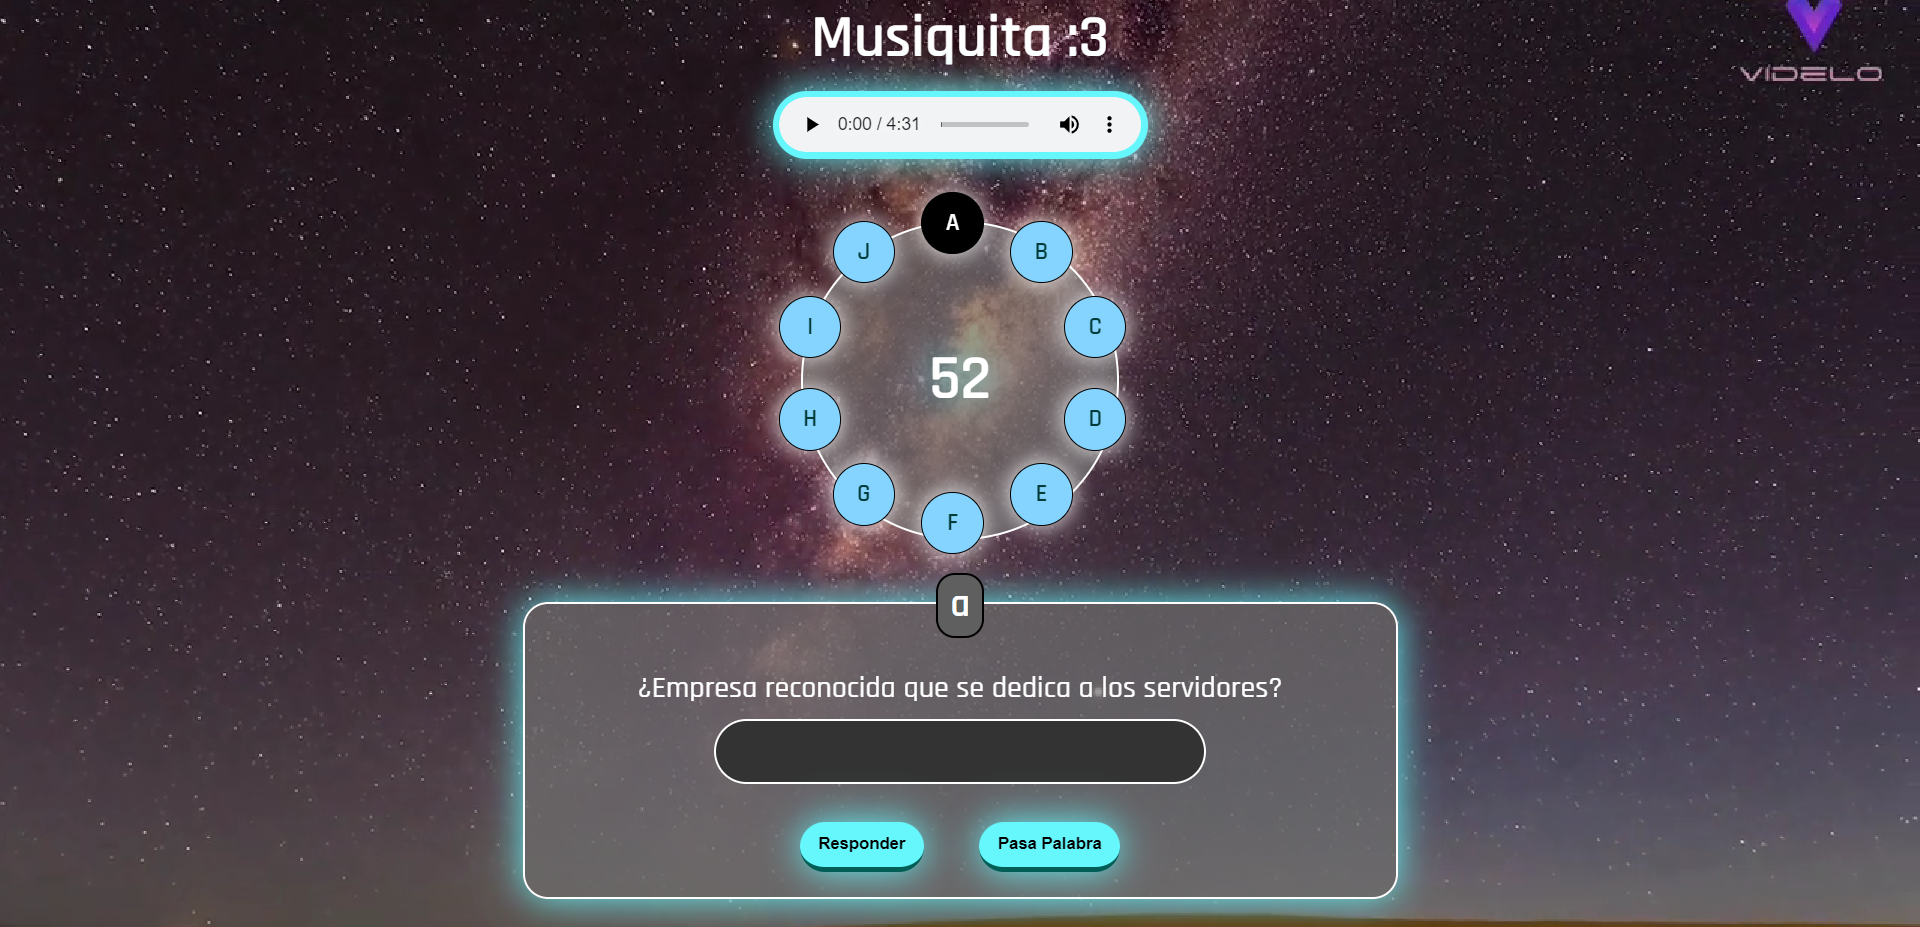 Musiquita :3
VIDELO
0:00 / 4:31
A
B
C
D
E
F
G
H
I
J
52
a
¿Empresa reconocida que se dedica a los servidores?
Responder
Pasa Palabra